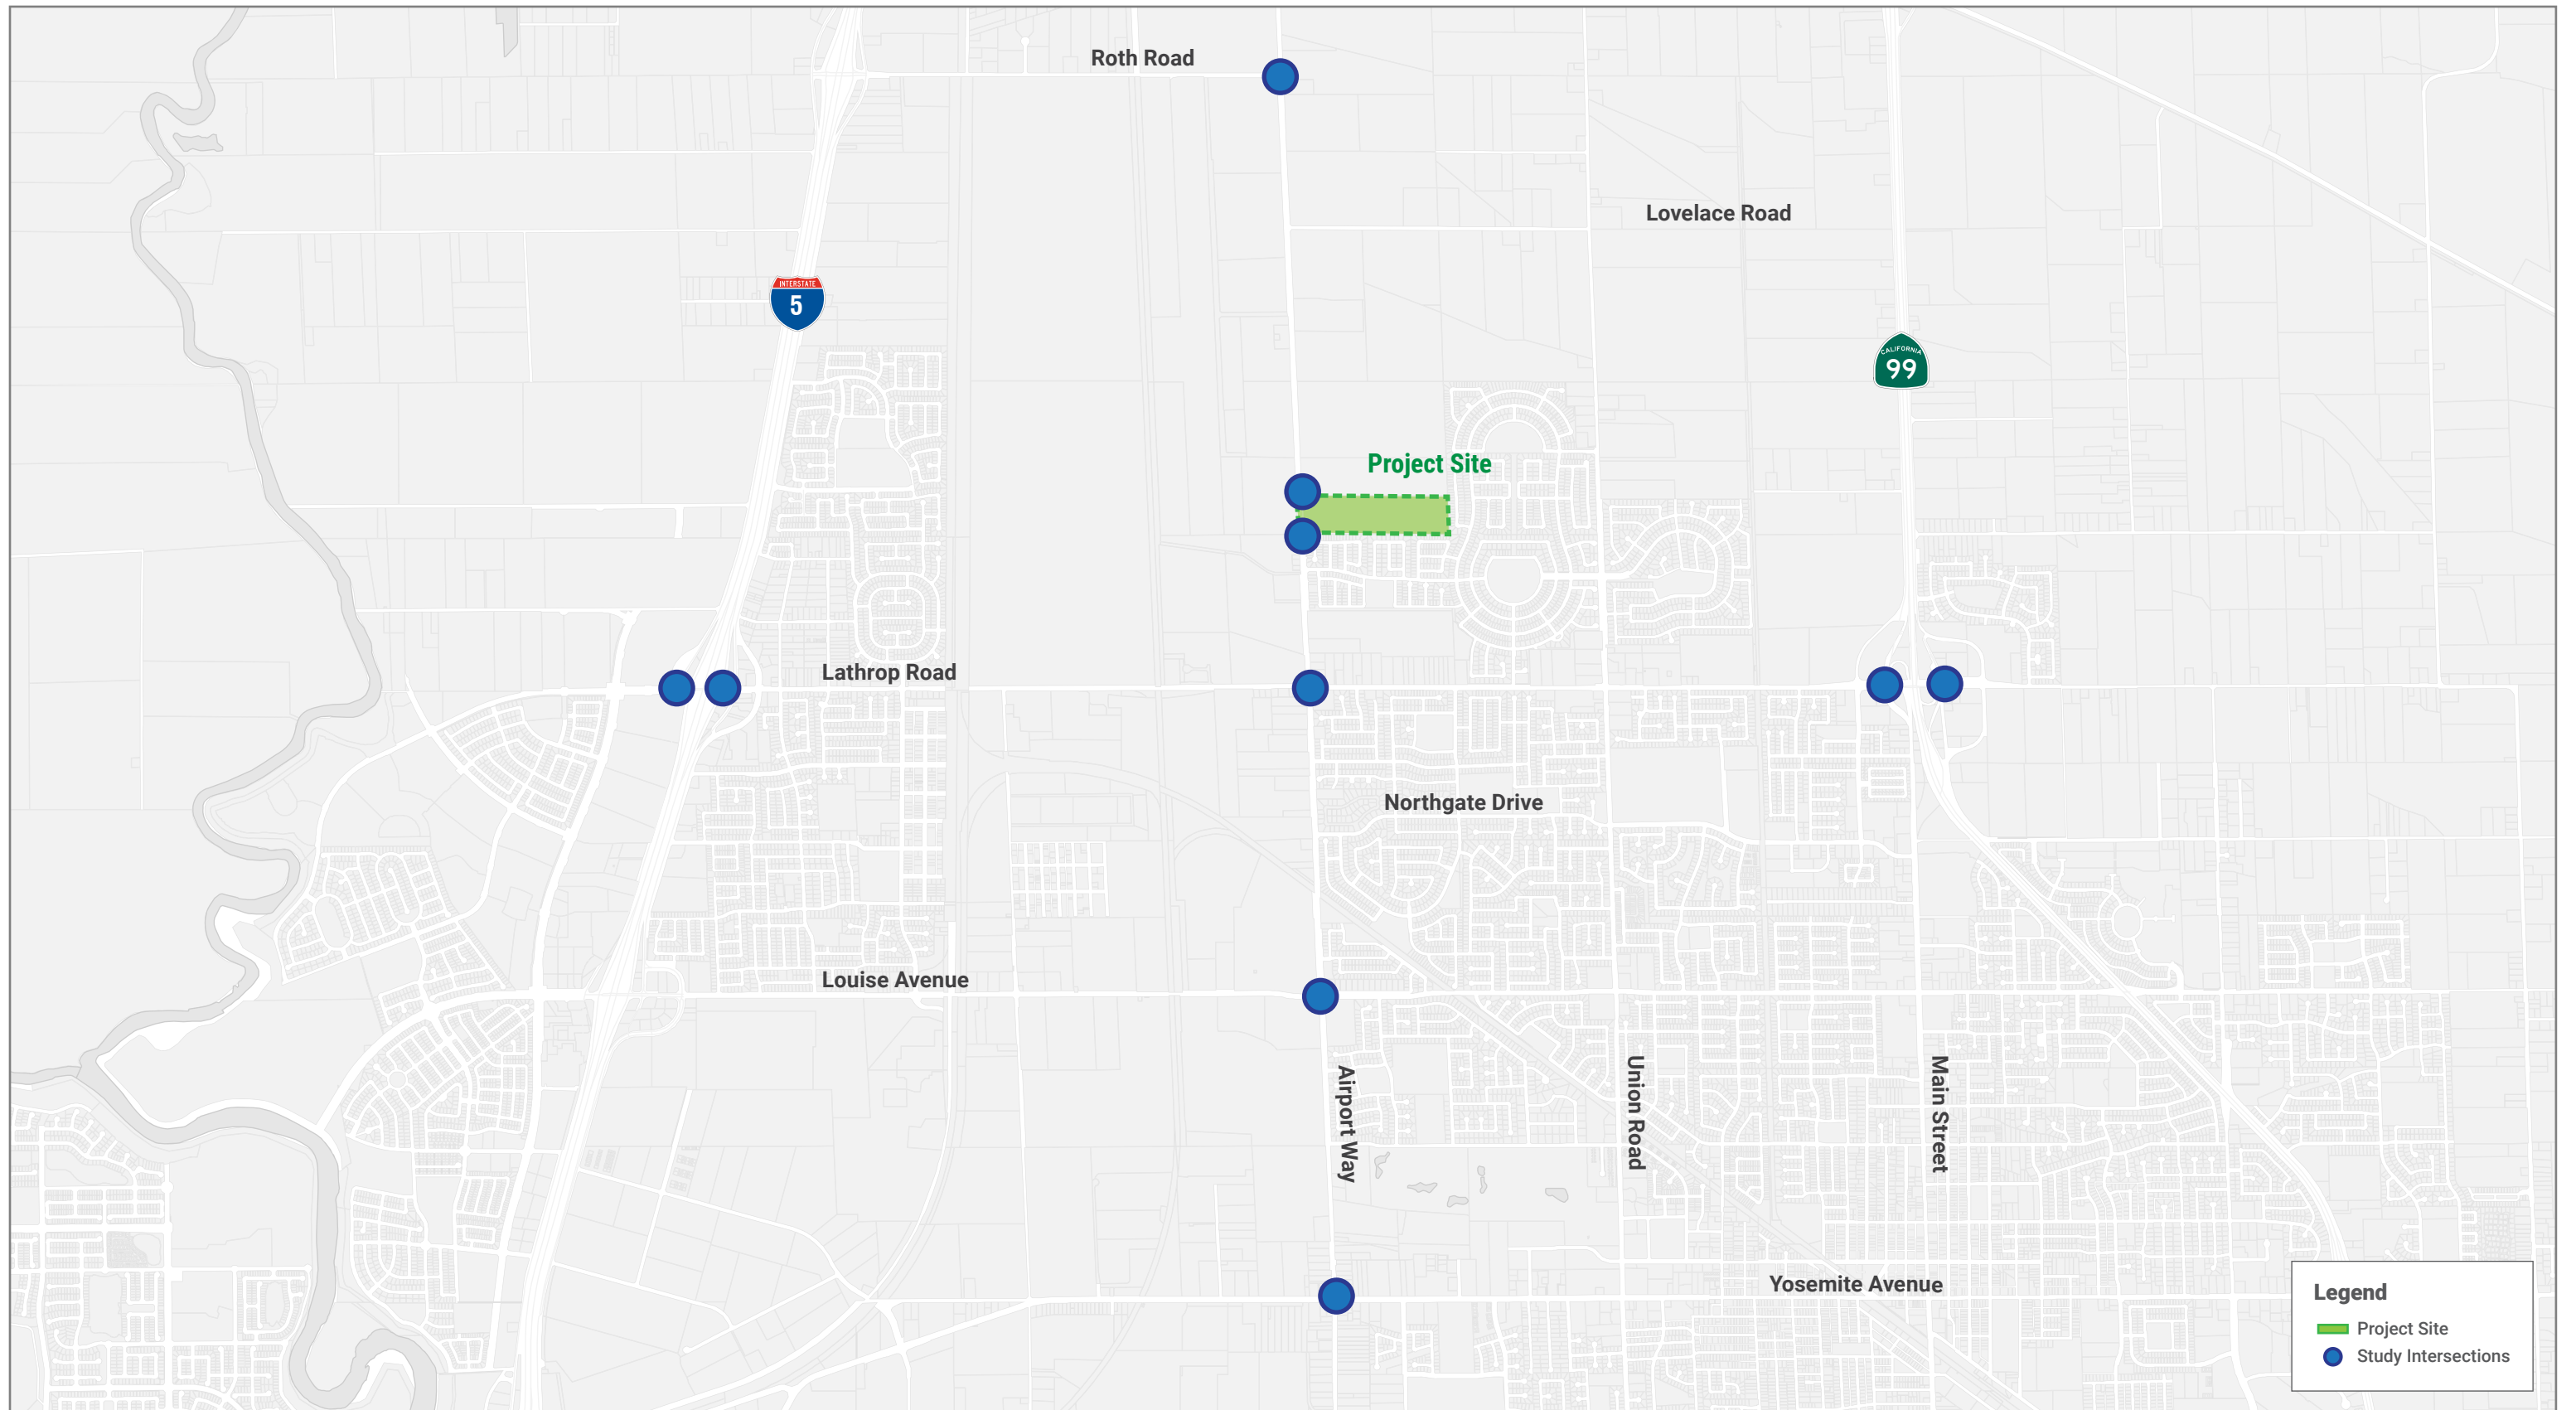 Roth Road
Lovelace Road
INTERSTATE
5
CALIFORNIA
99
Project Site
Lathrop Road
Northgate Drive
Louise Avenue
Airport Way
Union Road
Main Street
Yosemite Avenue
Legend
Project Site
Study Intersections